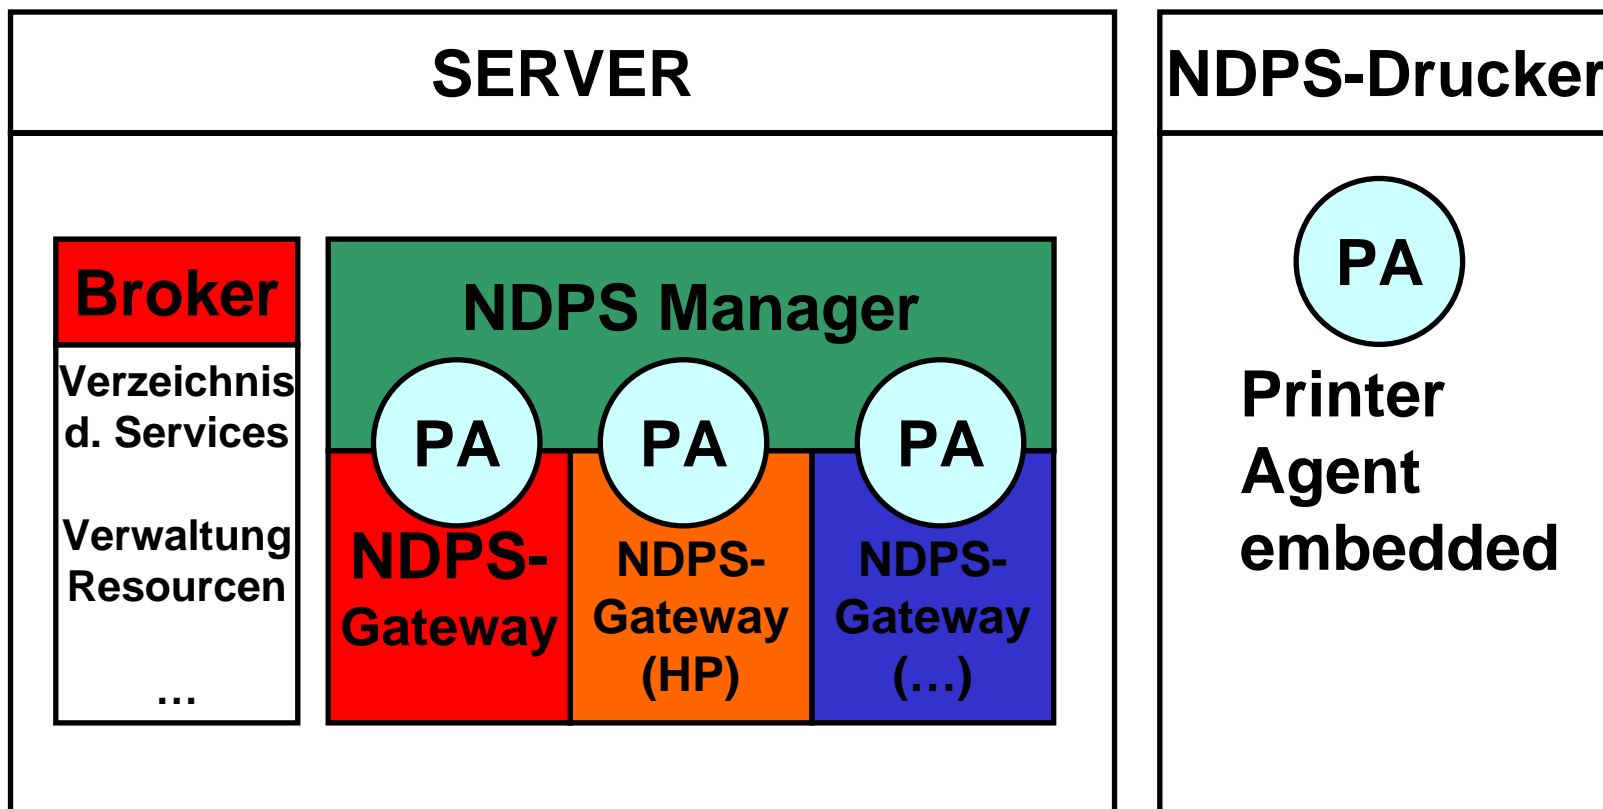 SERVER
NDPS-Drucker
Broker
Verzeichnis
d. Services
Verwaltung
Resourcen
...
NDPS Manager
PA
PA
PA
NDPS-
Gateway
NDPS-
Gateway
(HP)
NDPS-
Gateway
(...)
PA
Printer
Agent
embedded